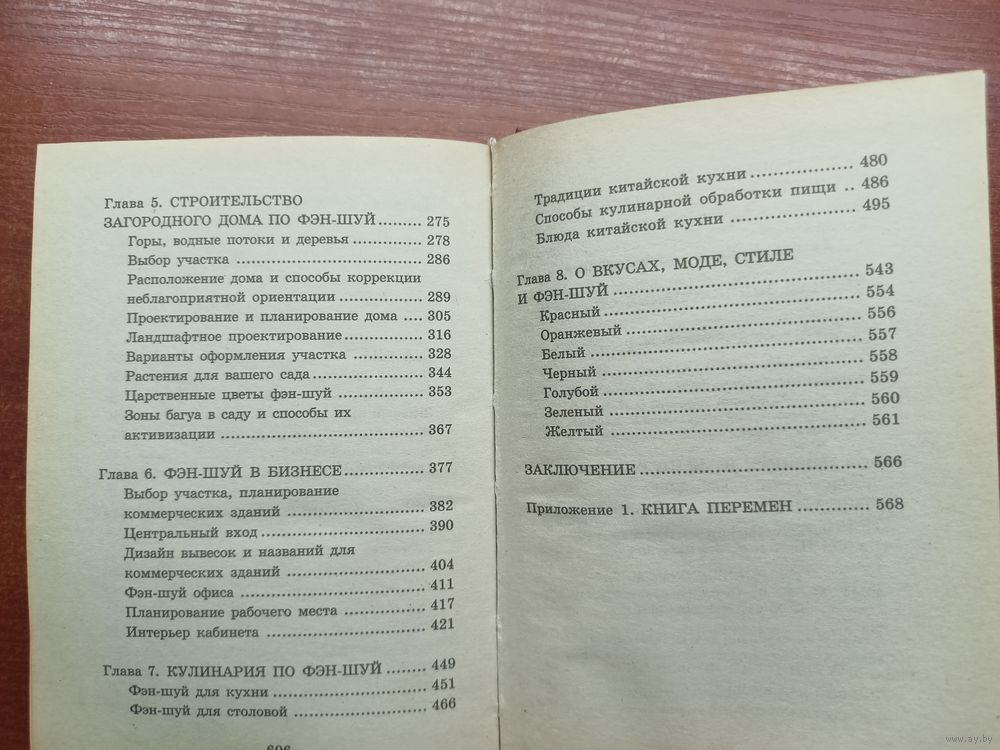 Глава 5. СТРОИТЕЛЬСТВО
ЗАГОРОДНОГО ДОМА ПО ФЭН-ШУЙ ........ 275
Горы, водные потоки и деревья ............... 278
Выбор участка ............................ 286
Расположение дома и способы коррекции
неблагоприятной ориентации ............ 289
Проектирование и планирование дома .... 305
Ландшафтное проектирование ............ 316
Варианты оформления участка ............ 328
Растения для вашего сада ................ 344
Царственные цветы фэн-шуй ............. 353
Зоны багуа в саду и способы их
активизации .............................. 367
Глава 6. ФЭН-ШУЙ В БИЗНЕСЕ ............... 377
Выбор участка, планирование
коммерческих зданий ..................... 382
Центральный вход ......................... 390
Дизайн вывесок и названий для
коммерческих зданий ..................... 404
Фэн-шуй офиса ........................... 411
Планирование рабочего места ............ 417
Интерьер кабинета ....................... 421
Глава 7. КУЛИНАРИЯ ПО ФЭН-ШУЙ ....... 449
Фэн-шуй для кухни ....................... 451
Фэн-шуй для столовой .................... 466
606
Традиции китайской кухни ................ 480
Способы кулинарной обработки пищи .. 486
Блюда китайской кухни .................... 495
Глава 8. О ВКУСАХ, МОДЕ, СТИЛЕ
И ФЭН-ШУЙ ................................ 543
Красный .................................. 554
Оранжевый ............................... 556
Белый .................................... 557
Черный ................................... 558
Голубой .................................. 559
Зеленый .................................. 560
Желтый ................................... 561
ЗАКЛЮЧЕНИЕ .............................. 566
Приложение 1. КНИГА ПЕРЕМЕН ............ 568
www.ay.by